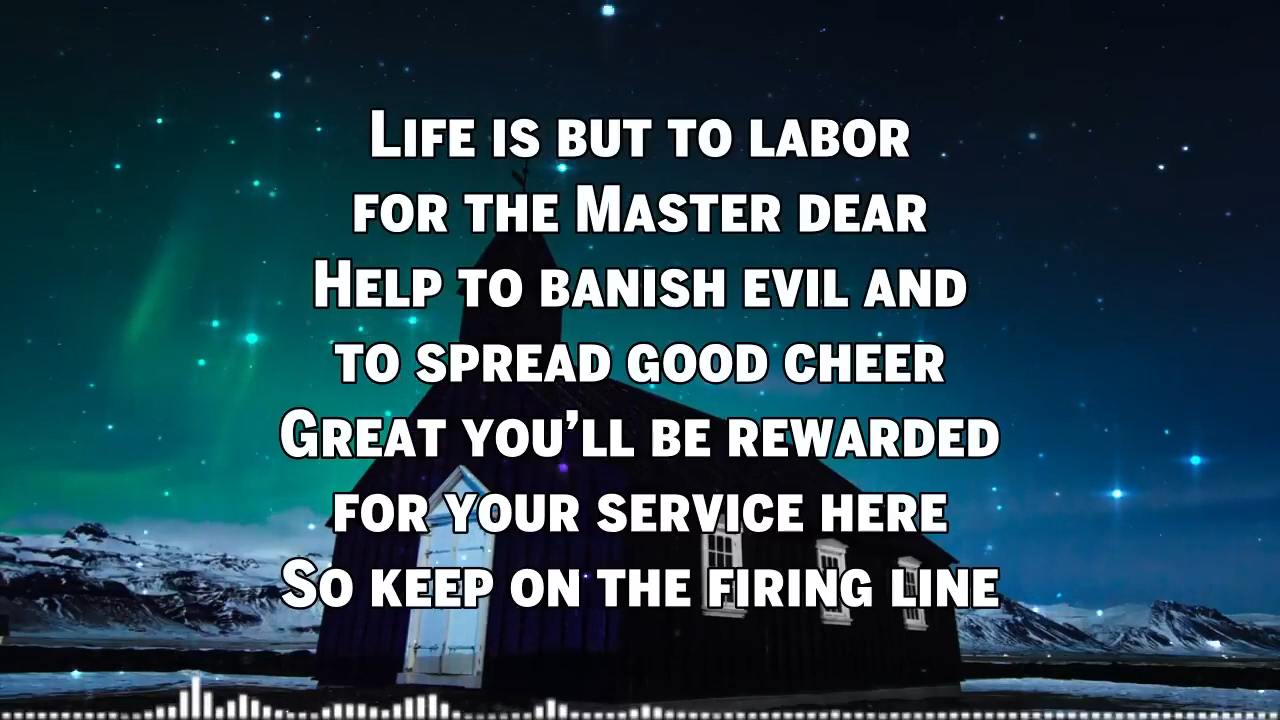 Life is but to labor
for the Master dear
Help to banish evil and
to spread good cheer
Great you'll be rewarded
for your service here
So keep on the firing line